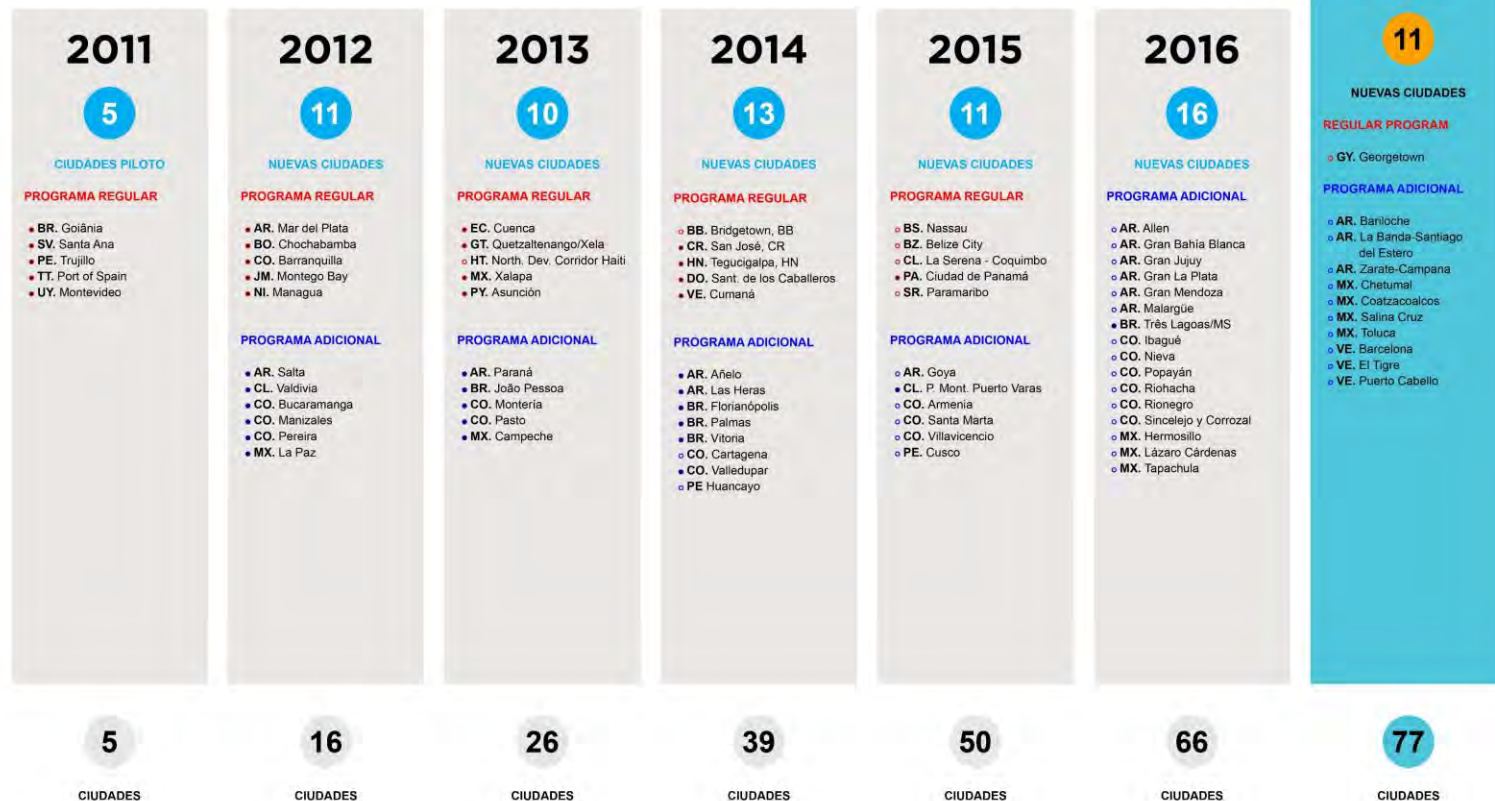 2011
5
CIUDADES PILOTO
PROGRAMA REGULAR
BR. Goiânia
SV. Santa Ana
PE. Trujillo
TT. Port of Spain
UY. Montevideo
5
CIUDADES
2012
11
NUEVAS CIUDADES
PROGRAMA REGULAR
AR. Mar del Plata
BO. Chochabamba
CO. Barranquilla
JM. Montego Bay
NI. Managua
PROGRAMA ADICIONAL
AR. Salta
CL. Valdivia
CO. Bucaramanga
CO. Manizales
CO. Pereira
MX. La Paz
16
CIUDADES
2013
10
NUEVAS CIUDADES
PROGRAMA REGULAR
EC. Cuenca
GT. Quetzaltenango/Xela
HT. North. Dev. Corridor Haiti
MX. Xalapa
PY. Asunción
PROGRAMA ADICIONAL
AR. Paraná
BR. João Pessoa
CO. Montería
CO. Pasto
MX. Campeche
26
CIUDADES
2014
13
NUEVAS CIUDADES
PROGRAMA REGULAR
BB. Bridgetown, BB
CR. San José, CR
HN. Tegucigalpa, HN
DO. Sant. de los Caballeros
VE. Cumaná
PROGRAMA ADICIONAL
AR. Añelo
AR. Las Heras
BR. Florianópolis
BR. Palmas
BR. Vitoria
CO. Cartagena
CO. Valledupar
PE Huancayo
39
CIUDADES
2015
11
NUEVAS CIUDADES
PROGRAMA REGULAR
BS. Nassau
BZ. Belize City
CL. La Serena - Coquimbo
PA. Ciudad de Panamá
SR. Paramaribo
PROGRAMA ADICIONAL
AR. Goya
CL. P. Mont. Puerto Varas
CO. Armenia
CO. Santa Marta
CO. Villavicencio
PE. Cusco
50
CIUDADES
2016
16
NUEVAS CIUDADES
PROGRAMA ADICIONAL
AR. Allen
AR. Gran Bahía Blanca
AR. Gran Jujuy
AR. Gran La Plata
AR. Gran Mendoza
AR. Malargüe
BR. Três Lagoas/MS
CO. Ibagué
CO. Nieva
CO. Popayán
CO. Riohacha
CO. Rionegro
CO. Sincelejo y Corrozal
MX. Hermosillo
MX. Lázaro Cárdenas
MX. Tapachula
66
CIUDADES
11
NUEVAS CIUDADES
REGULAR PROGRAM
GY. Georgetown
PROGRAMA ADICIONAL
AR. Bariloche
AR. La Banda-Santiago
del Estero
AR. Zarate-Campana
MX. Chetumal
MX. Coatzacoalcos
MX. Salina Cruz
MX. Toluca
VE. Barcelona
VE. El Tigre
VE. Puerto Cabello
77
CIUDADES